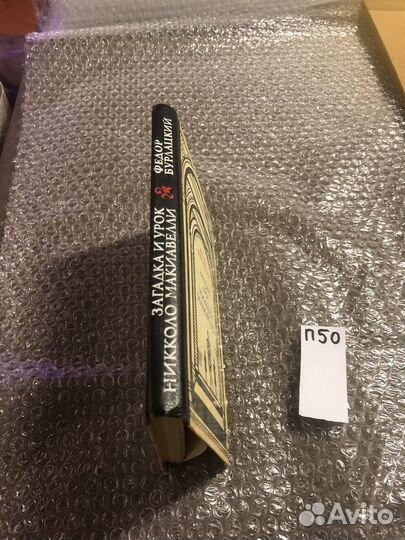 ФЕДОР
БУРЛАЦКИЙ
ЗАГАДКА И УРОК
НИККОЛО МАКИАВЕЛЛИ
П50
Avito